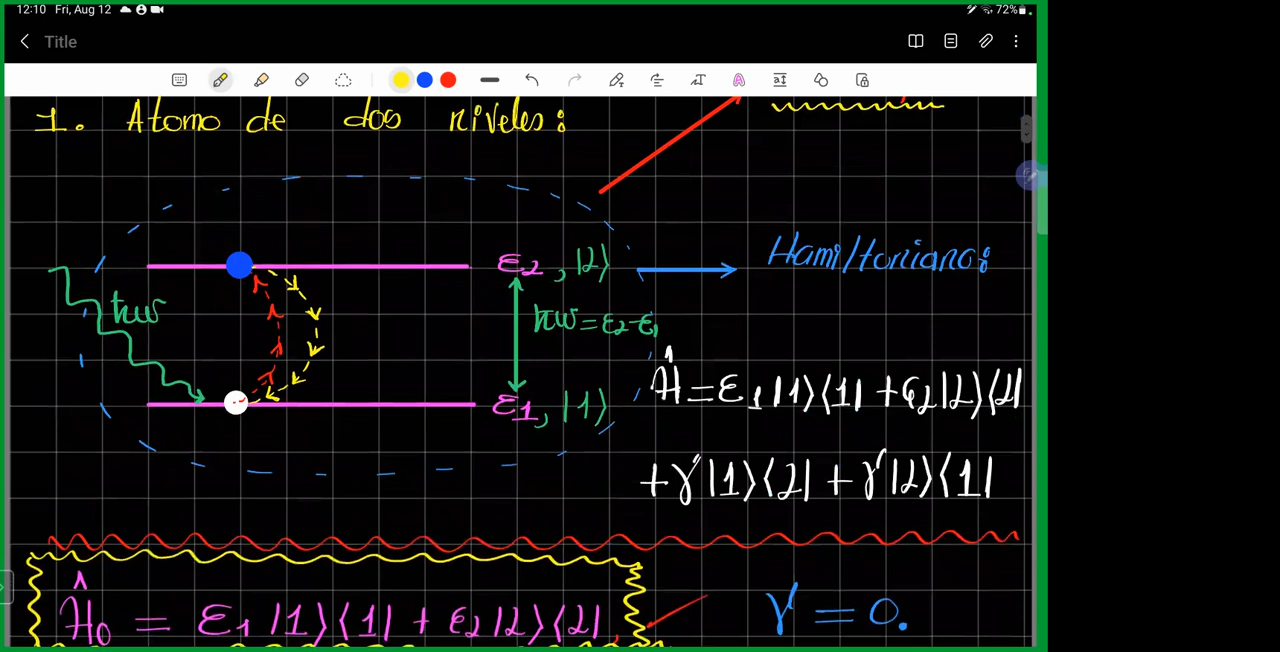 12:10 Fri, Aug 12 72%
Title
1. Atomo de dos niveles:
ε2, |2⟩
Hamiltoniano:
ħω
ħω = ε2-ε1
Ĥ = ε1|1⟩⟨1| + ε2|2⟩⟨2|
ε1, |1⟩
+ γ|1⟩⟨2| + γ|2⟩⟨1|
Ĥ0 = ε1|1⟩⟨1| + ε2|2⟩⟨2|,
γ = 0.